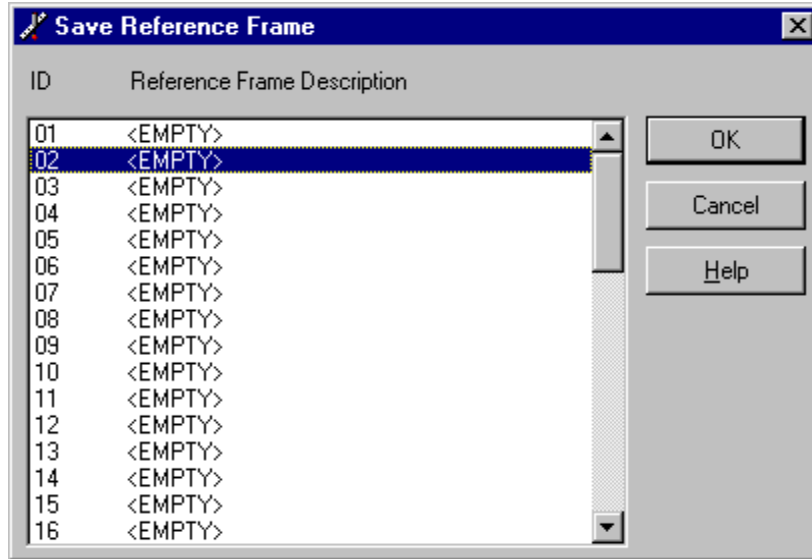 Save Reference Frame
ID Reference Frame Description
01 <EMPTY>
02 <EMPTY>
03 <EMPTY>
04 <EMPTY>
05 <EMPTY>
06 <EMPTY>
07 <EMPTY>
08 <EMPTY>
09 <EMPTY>
10 <EMPTY>
11 <EMPTY>
12 <EMPTY>
13 <EMPTY>
14 <EMPTY>
15 <EMPTY>
16 <EMPTY>
OK
Cancel
Help